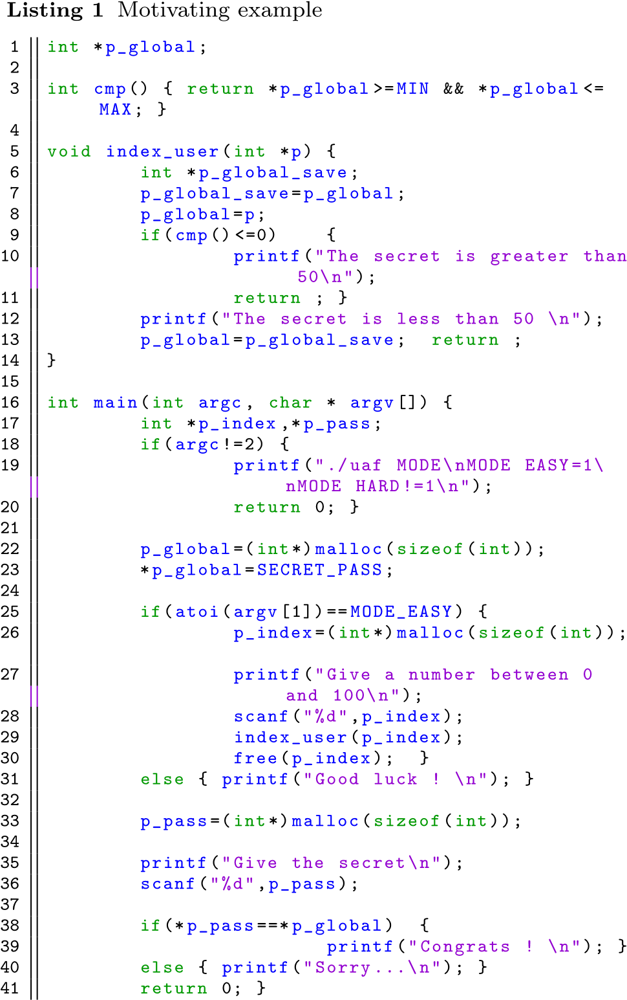 Listing 1 Motivating example
1 int *p_global;
2
3 int cmp() { return *p_global>=MIN && *p_global<=
MAX; }
4
5 void index_user(int *p) {
6 int *p_global_save;
7 p_global_save=p_global;
8 p_global=p;
9 if(cmp()<=0) {
10 printf("The secret is greater than
50\n");
11 return ; }
12 printf("The secret is less than 50 \n");
13 p_global=p_global_save; return ;
14 }
15
16 int main(int argc, char * argv[]) {
17 int *p_index,*p_pass;
18 if(argc!=2) {
19 printf("./uaf MODE\nMODE EASY=1\
nMODE HARD!=1\n");
20 return 0; }
21
22 p_global=(int*)malloc(sizeof(int));
23 *p_global=SECRET_PASS;
24
25 if(atoi(argv[1])==MODE_EASY) {
26 p_index=(int*)malloc(sizeof(int));
27 printf("Give a number between 0
and 100\n");
28 scanf("%d",p_index);
29 index_user(p_index);
30 free(p_index); }
31 else { printf("Good luck ! \n"); }
32
33 p_pass=(int*)malloc(sizeof(int));
34
35 printf("Give the secret\n");
36 scanf("%d",p_pass);
37
38 if(*p_pass==*p_global) {
39 printf("Congrats ! \n"); }
40 else { printf("Sorry...\n"); }
41 return 0; }